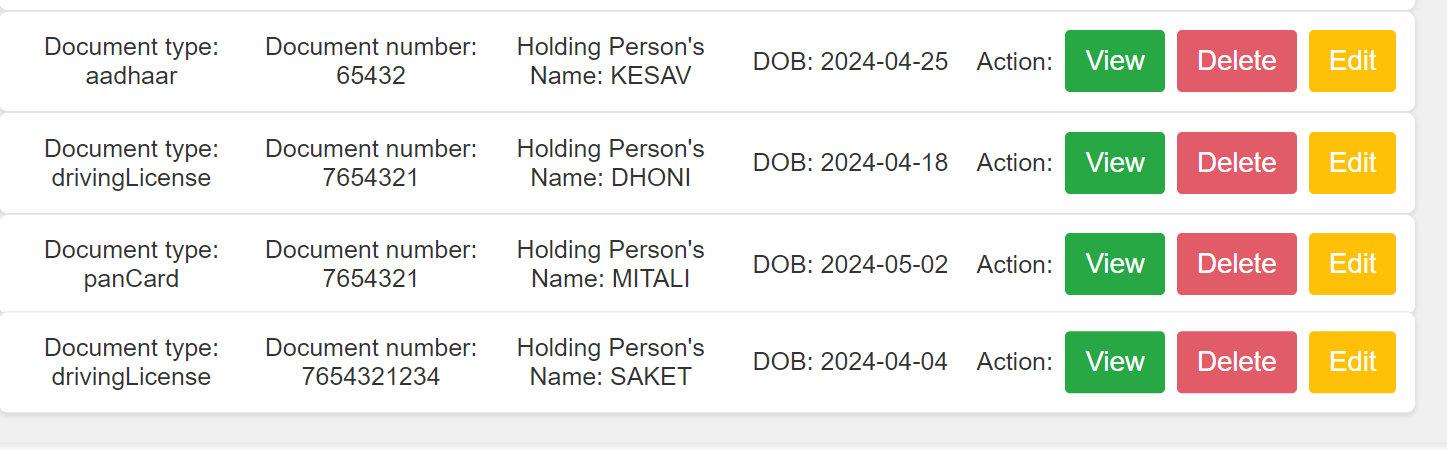 Document type: Document number: Holding Person's DOB: 2024-04-25 Action: View Delete Edit
aadhaar 65432 Name: KESAV
Document type: Document number: Holding Person's DOB: 2024-04-18 Action: View Delete Edit
drivingLicense 7654321 Name: DHONI
Document type: Document number: Holding Person's DOB: 2024-05-02 Action: View Delete Edit
panCard 7654321 Name: MITALI
Document type: Document number: Holding Person's DOB: 2024-04-04 Action: View Delete Edit
drivingLicense 7654321234 Name: SAKET